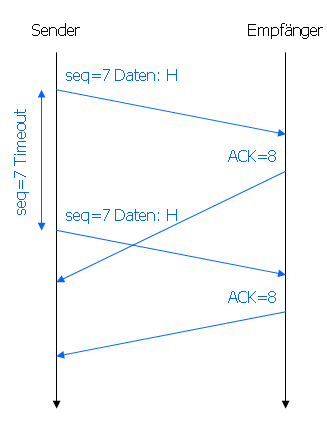 Sender
Empfänger
seq=7 Daten: H
ACK=8
seq=7 Timeout
seq=7 Daten: H
ACK=8